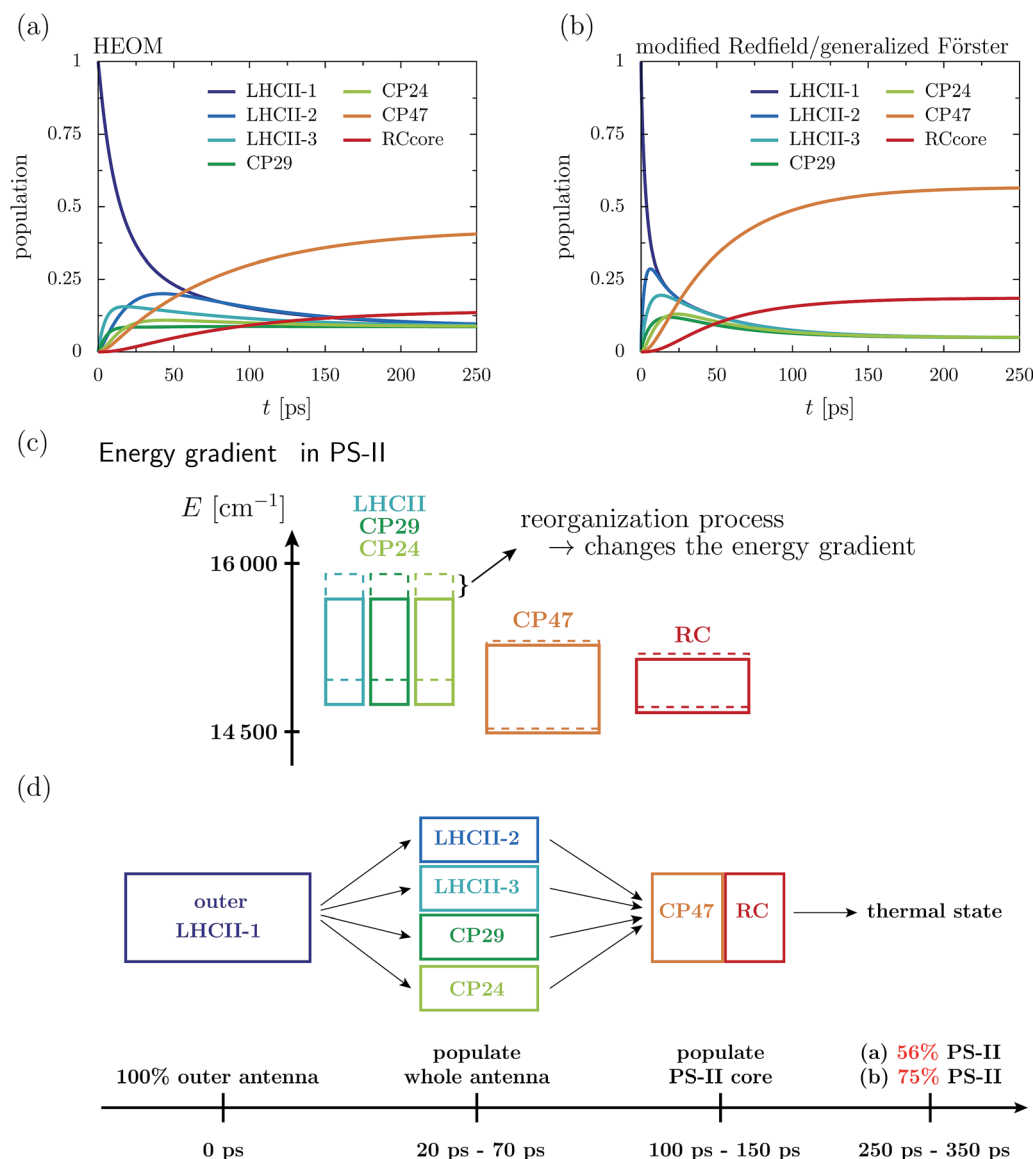 (a)
HEOM
1
0.75
0.5
0.25
0
population
LHCII-1
LHCII-2
LHCII-3
CP29
CP24
CP47
RCcore
0 50 100 150 200 250
t [ps]
(b)
modified Redfield/generalized Förster
1
0.75
0.5
0.25
0
population
LHCII-1
LHCII-2
LHCII-3
CP29
CP24
CP47
RCcore
0 50 100 150 200 250
t [ps]
(c)
Energy gradient in PS-II
E [cm⁻¹]
16 000
14 500
LHCII
CP29
CP24
reorganization process
→ changes the energy gradient
CP47
RC
(d)
outer
LHCII-1
LHCII-2
LHCII-3
CP29
CP24
CP47 RC
thermal state
100% outer antenna
populate
whole antenna
populate
PS-II core
(a) 56% PS-II
(b) 75% PS-II
0 ps 20 ps - 70 ps 100 ps - 150 ps 250 ps - 350 ps